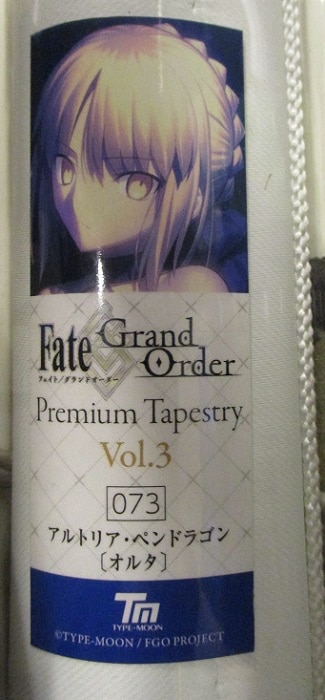 Fate Grand Order
フェイト/グランドオーダー
Premium Tapestry
Vol.3
073
アルトリア・ペンドラゴン
〔オルタ〕
TM
TYPE-MOON
©TYPE-MOON / FGO PROJECT